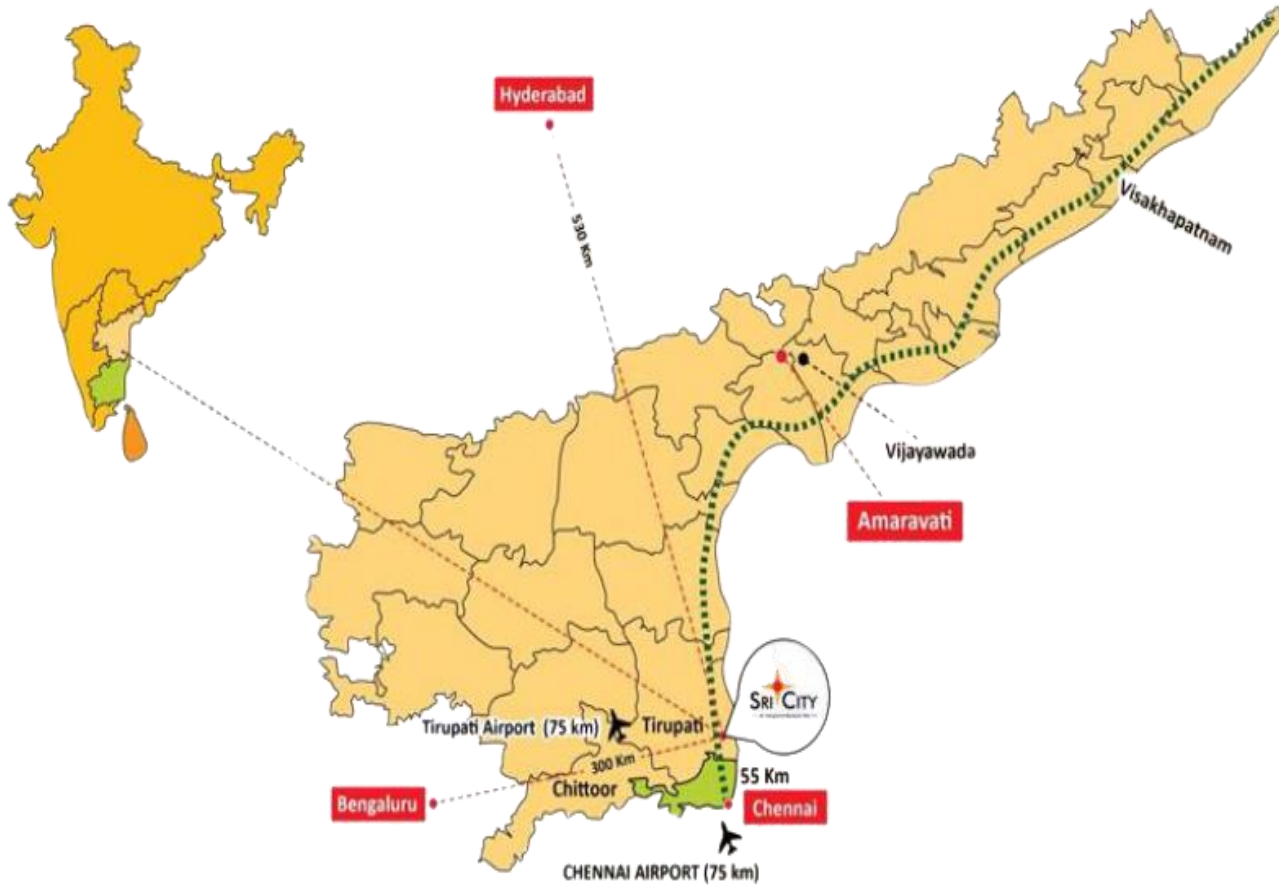 Hyderabad
530 Km
Visakhapatnam
Vijayawada
Amaravati
SRI CITY
Tirupati Airport (75 km)
Tirupati
300 Km
55 Km
Chittoor
Bengaluru
Chennai
CHENNAI AIRPORT (75 km)